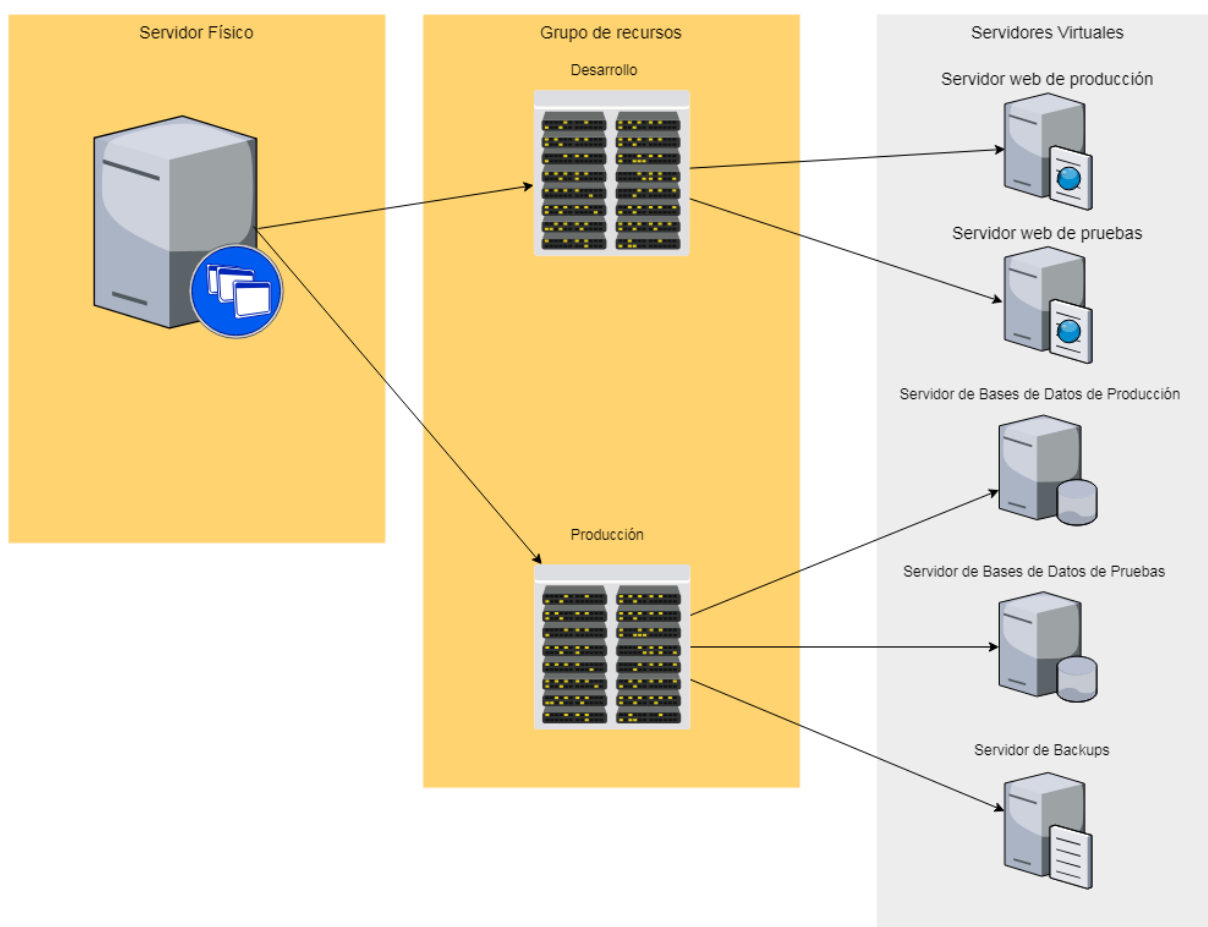 Servidor Físico
Grupo de recursos
Desarrollo
Producción
Servidores Virtuales
Servidor web de producción
Servidor web de pruebas
Servidor de Bases de Datos de Producción
Servidor de Bases de Datos de Pruebas
Servidor de Backups